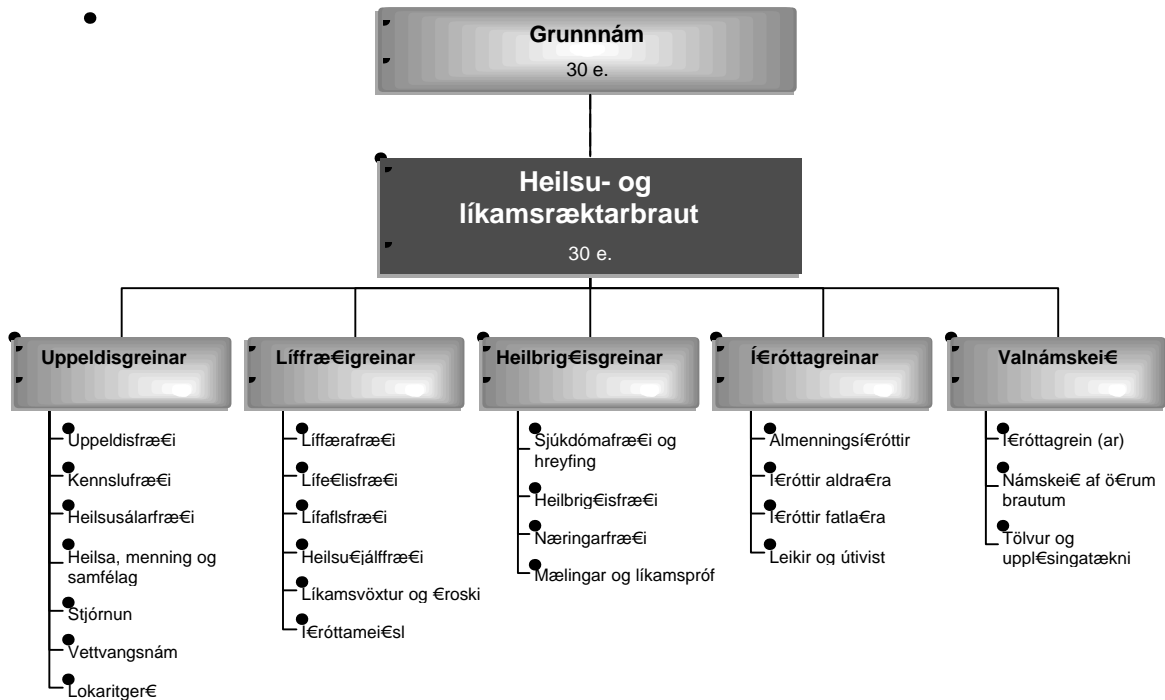 Grunnnám
30 e.
Heilsu- og
líkamsræktarbraut
30 e.
Uppeldisgreinar
Uppeldisfræ€i
Kennslufræ€i
Heilsusálarfræ€i
Heilsa, menning og
samfélag
Stjórnun
Vettvangsnám
Lokaritger€
Líffræ€igreinar
Líffærafræ€i
Lífe€lisfræ€i
Lífaflsfræ€i
Heilsu€jálffræ€i
Líkamsvöxtur og €roski
I€róttamei€sl
Heilbrig€isgreinar
Sjúkdómafræ€i og
hreyfing
Heilbrig€isfræ€i
Næringarfræ€i
Mælingar og líkamspróf
Í€róttagreinar
Almenningsí€róttir
I€róttir aldra€ra
I€róttir fatla€ra
Leikir og útivist
Valnámskei€
I€róttagrein (ar)
Námskei€ af ö€rum
brautum
Tölvur og
uppl€singatækni